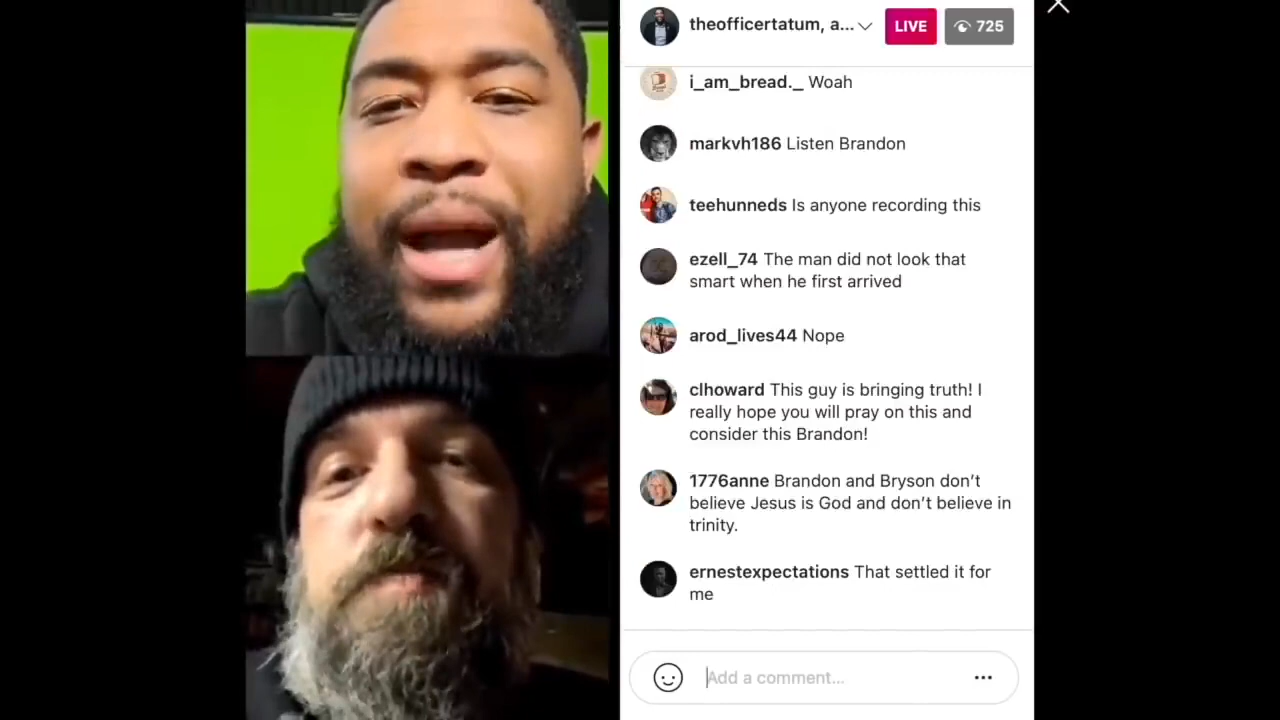 theofficertatum, a...
LIVE
725
i_am_bread._ Woah
markvh186 Listen Brandon
teehunneds Is anyone recording this
ezell_74 The man did not look that
smart when he first arrived
arod_lives44 Nope
clhoward This guy is bringing truth! I
really hope you will pray on this and
consider this Brandon!
1776anne Brandon and Bryson don’t
believe Jesus is God and don’t believe in
trinity.
ernestexpectations That settled it for
me
Add a comment...